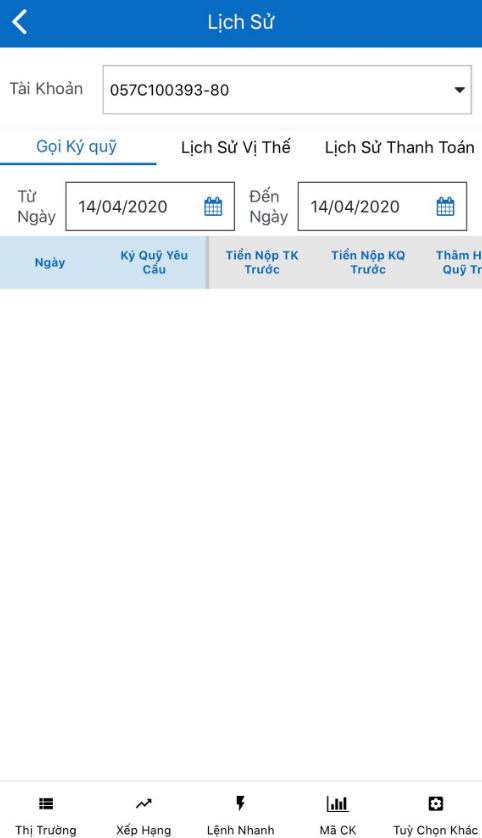 Lịch Sử
Tài Khoản
057C100393-80
Gọi Ký quỹ
Lịch Sử Vị Thế
Lịch Sử Thanh Toán
Từ
Ngày
14/04/2020
Đến
Ngày
14/04/2020
Ngày
Ký Quỹ Yêu
Cầu
Tiền Nộp TK
Trước
Tiền Nộp KQ
Trước
Thâm H
Quỹ Tr
Thị Trường
Xếp Hạng
Lệnh Nhanh
Mã CK
Tuỳ Chọn Khác